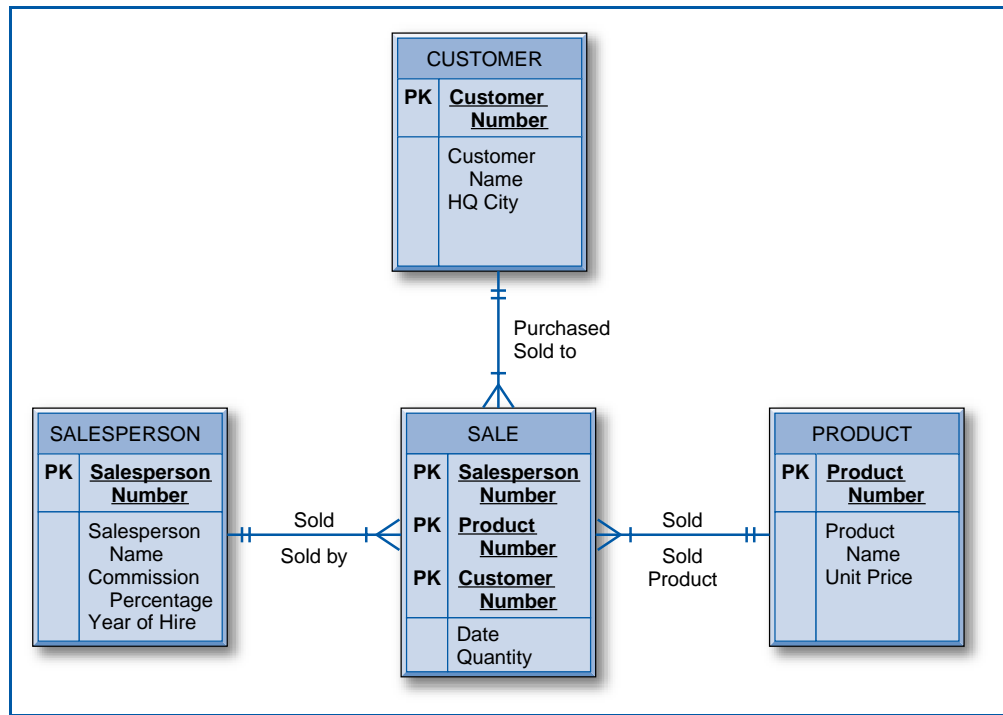 CUSTOMER
PK Customer
Number
Customer
Name
HQ City
Purchased
Sold to
SALESPERSON
PK Salesperson
Number
Salesperson
Name
Commission
Percentage
Year of Hire
Sold
Sold by
SALE
PK Salesperson
Number
PK Product
Number
PK Customer
Number
Date
Quantity
Sold
Sold
Product
PRODUCT
PK Product
Number
Product
Name
Unit Price